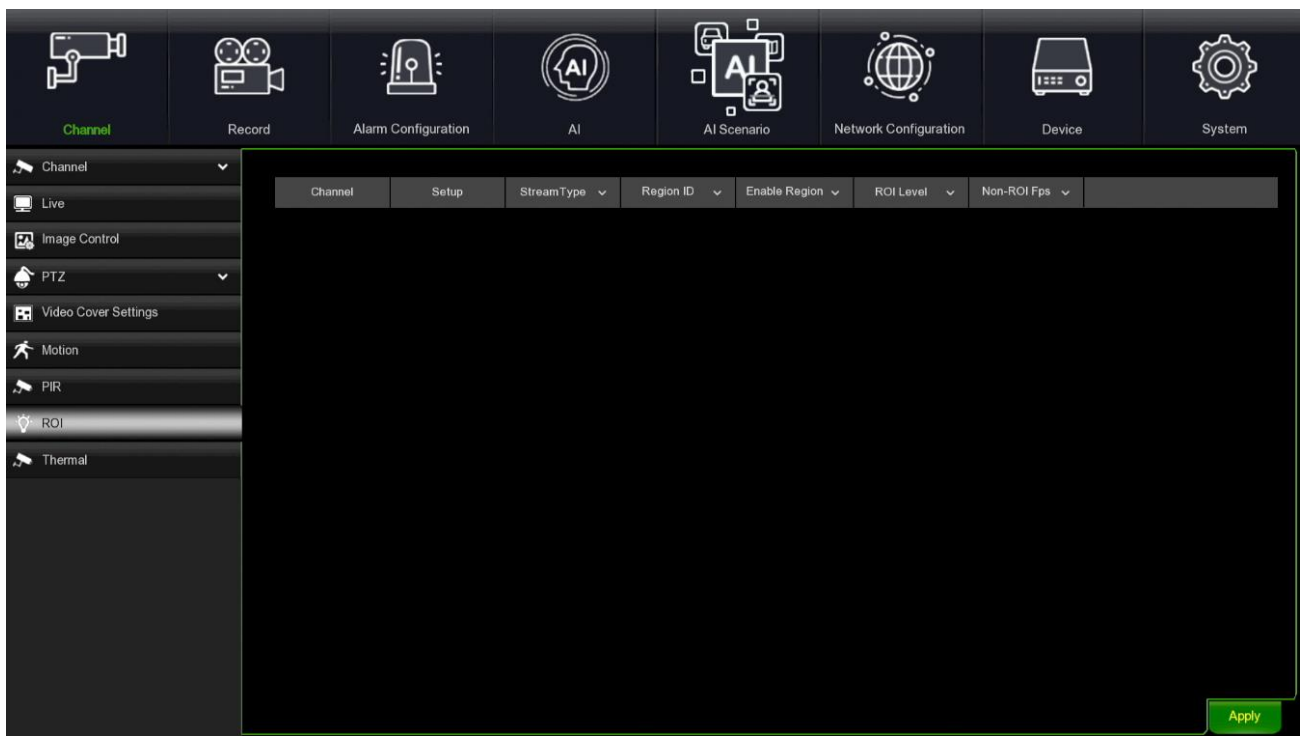 AI
AI
Channel Record Alarm Configuration AI AI Scenario Network Configuration Device System
Channel
Channel Setup StreamType Region ID Enable Region ROI Level Non-ROI Fps
Live
Image Control
PTZ
Video Cover Settings
Motion
PIR
ROI
Thermal
Apply